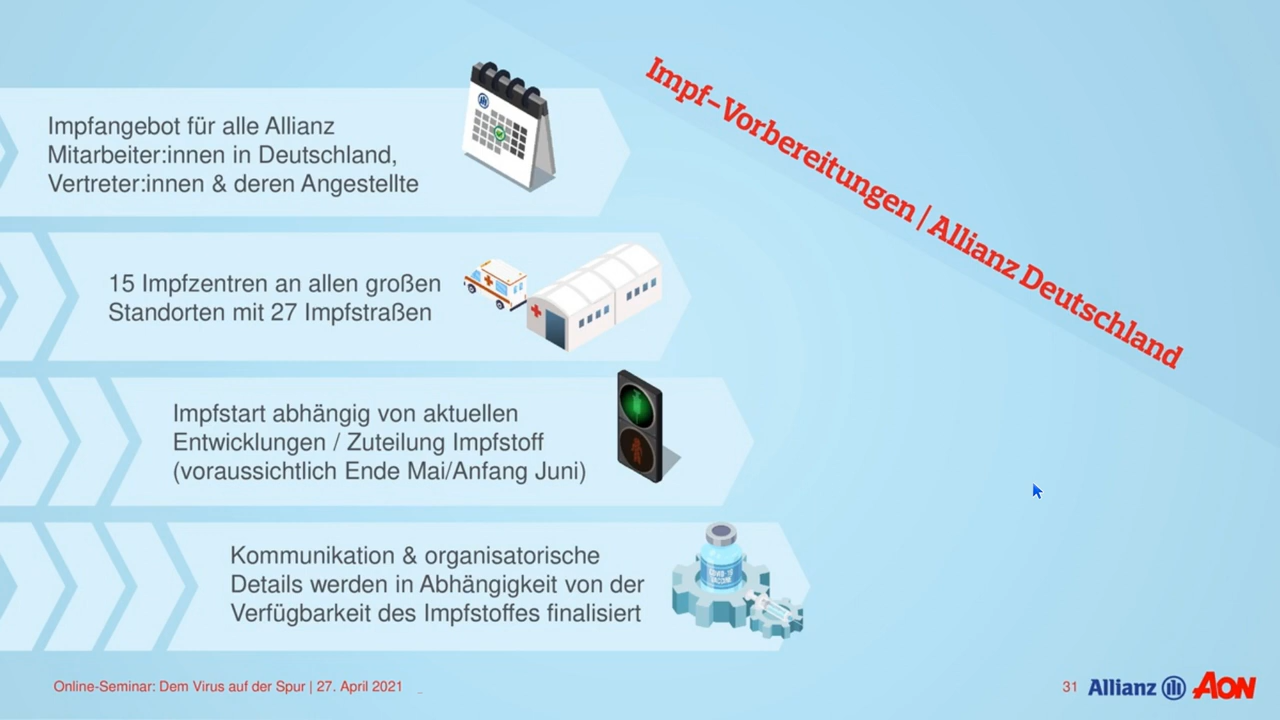 Impf-Vorbereitungen | Allianz Deutschland
Impfangebot für alle Allianz
Mitarbeiter:innen in Deutschland,
Vertreter:innen & deren Angestellte
15 Impfzentren an allen großen
Standorten mit 27 Impfstraßen
Impfstart abhängig von aktuellen
Entwicklungen / Zuteilung Impfstoff
(voraussichtlich Ende Mai/Anfang Juni)
Kommunikation & organisatorische
Details werden in Abhängigkeit von der
Verfügbarkeit des Impfstoffes finalisiert
COVID-19
VACCINE
Online-Seminar: Dem Virus auf der Spur | 27. April 2021
31 Allianz AON